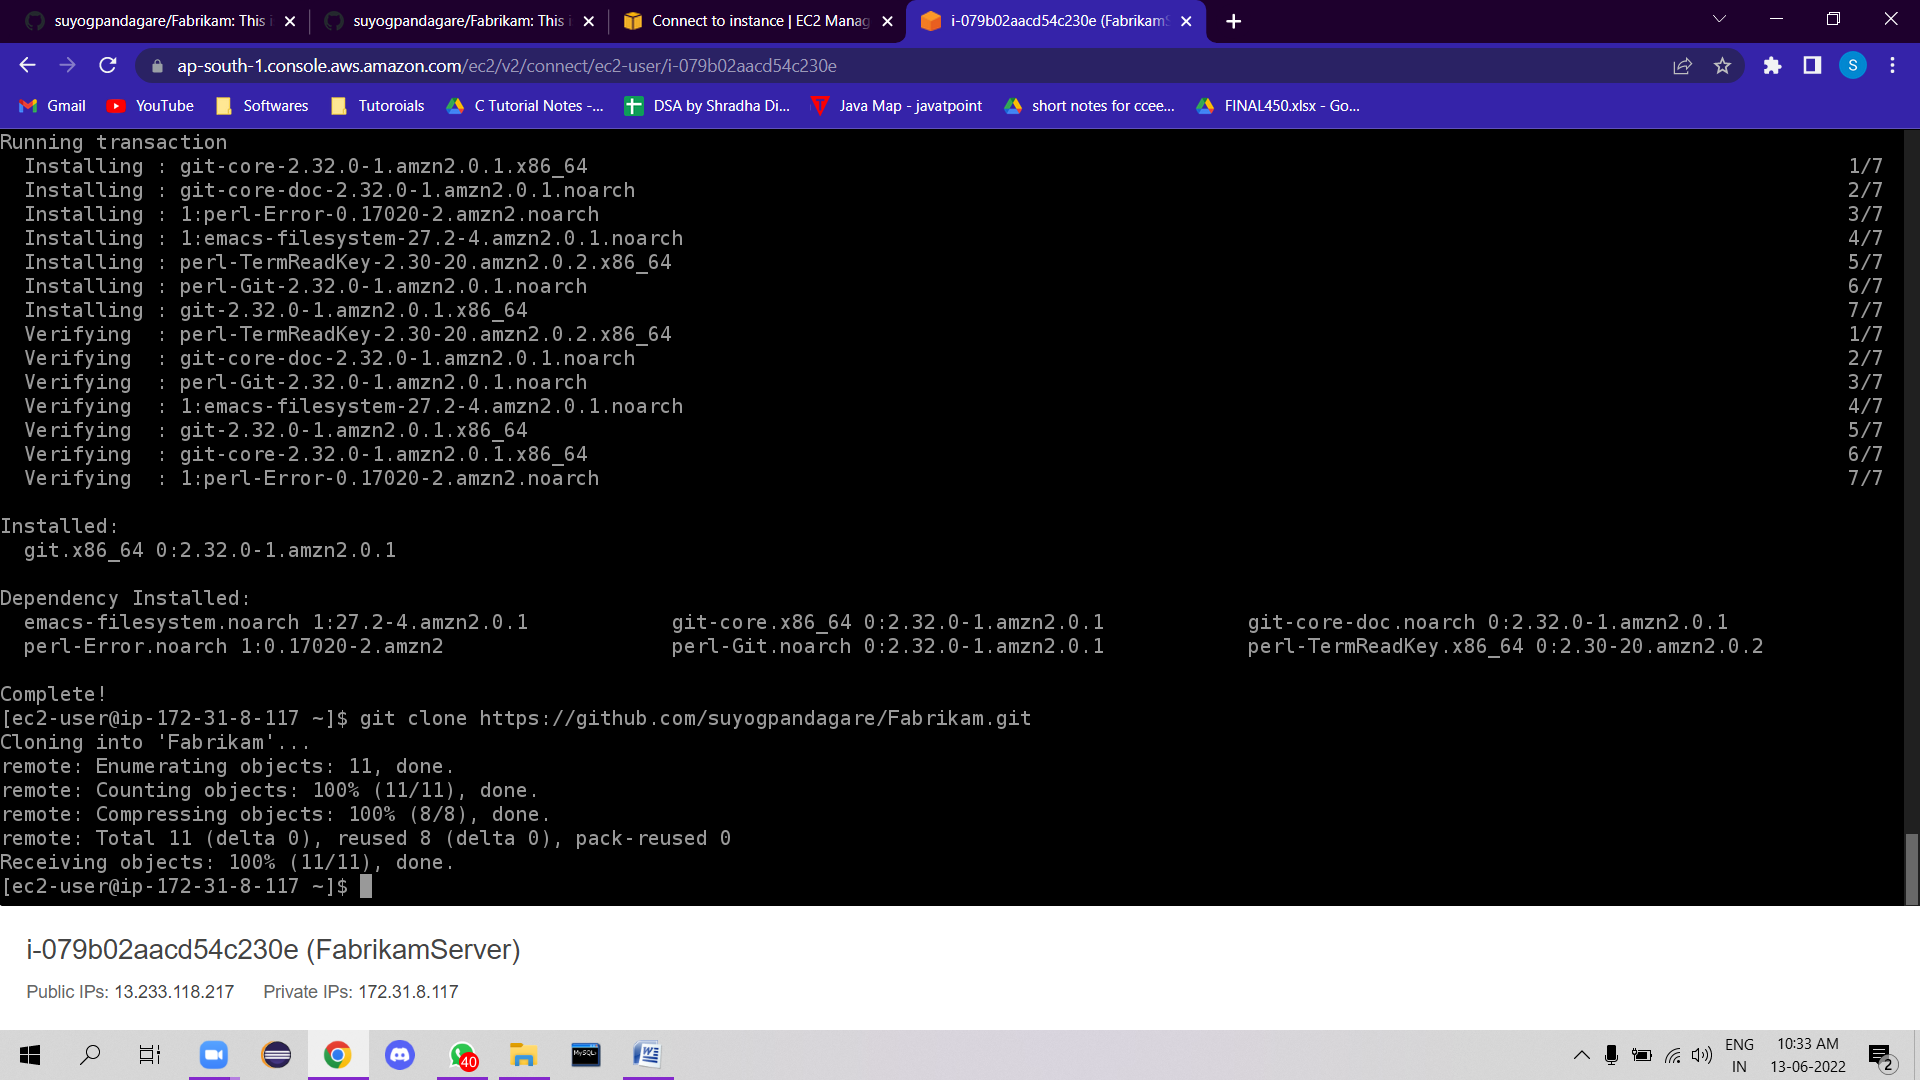 suyogpandagare/Fabrikam: This i
suyogpandagare/Fabrikam: This i
Connect to instance | EC2 Manag
i-079b02aacd54c230e (FabrikamS
ap-south-1.console.aws.amazon.com/ec2/v2/connect/ec2-user/i-079b02aacd54c230e
S
Gmail
YouTube
Softwares
Tutoroials
C Tutorial Notes -...
DSA by Shradha Di...
Java Map - javatpoint
short notes for ccee...
FINAL450.xlsx - Go...
Running transaction
Installing : git-core-2.32.0-1.amzn2.0.1.x86_64 1/7
Installing : git-core-doc-2.32.0-1.amzn2.0.1.noarch 2/7
Installing : 1:perl-Error-0.17020-2.amzn2.noarch 3/7
Installing : 1:emacs-filesystem-27.2-4.amzn2.0.1.noarch 4/7
Installing : perl-TermReadKey-2.30-20.amzn2.0.2.x86_64 5/7
Installing : perl-Git-2.32.0-1.amzn2.0.1.noarch 6/7
Installing : git-2.32.0-1.amzn2.0.1.x86_64 7/7
Verifying : perl-TermReadKey-2.30-20.amzn2.0.2.x86_64 1/7
Verifying : git-core-doc-2.32.0-1.amzn2.0.1.noarch 2/7
Verifying : perl-Git-2.32.0-1.amzn2.0.1.noarch 3/7
Verifying : 1:emacs-filesystem-27.2-4.amzn2.0.1.noarch 4/7
Verifying : git-2.32.0-1.amzn2.0.1.x86_64 5/7
Verifying : git-core-2.32.0-1.amzn2.0.1.x86_64 6/7
Verifying : 1:perl-Error-0.17020-2.amzn2.noarch 7/7
Installed:
git.x86_64 0:2.32.0-1.amzn2.0.1
Dependency Installed:
emacs-filesystem.noarch 1:27.2-4.amzn2.0.1 git-core.x86_64 0:2.32.0-1.amzn2.0.1 git-core-doc.noarch 0:2.32.0-1.amzn2.0.1
perl-Error.noarch 1:0.17020-2.amzn2 perl-Git.noarch 0:2.32.0-1.amzn2.0.1 perl-TermReadKey.x86_64 0:2.30-20.amzn2.0.2
Complete!
[ec2-user@ip-172-31-8-117 ~]$ git clone https://github.com/suyogpandagare/Fabrikam.git
Cloning into 'Fabrikam'...
remote: Enumerating objects: 11, done.
remote: Counting objects: 100% (11/11), done.
remote: Compressing objects: 100% (8/8), done.
remote: Total 11 (delta 0), reused 8 (delta 0), pack-reused 0
Receiving objects: 100% (11/11), done.
[ec2-user@ip-172-31-8-117 ~]$
i-079b02aacd54c230e (FabrikamServer)
Public IPs: 13.233.118.217 Private IPs: 172.31.8.117
40
ENG
IN
10:33 AM
13-06-2022
2